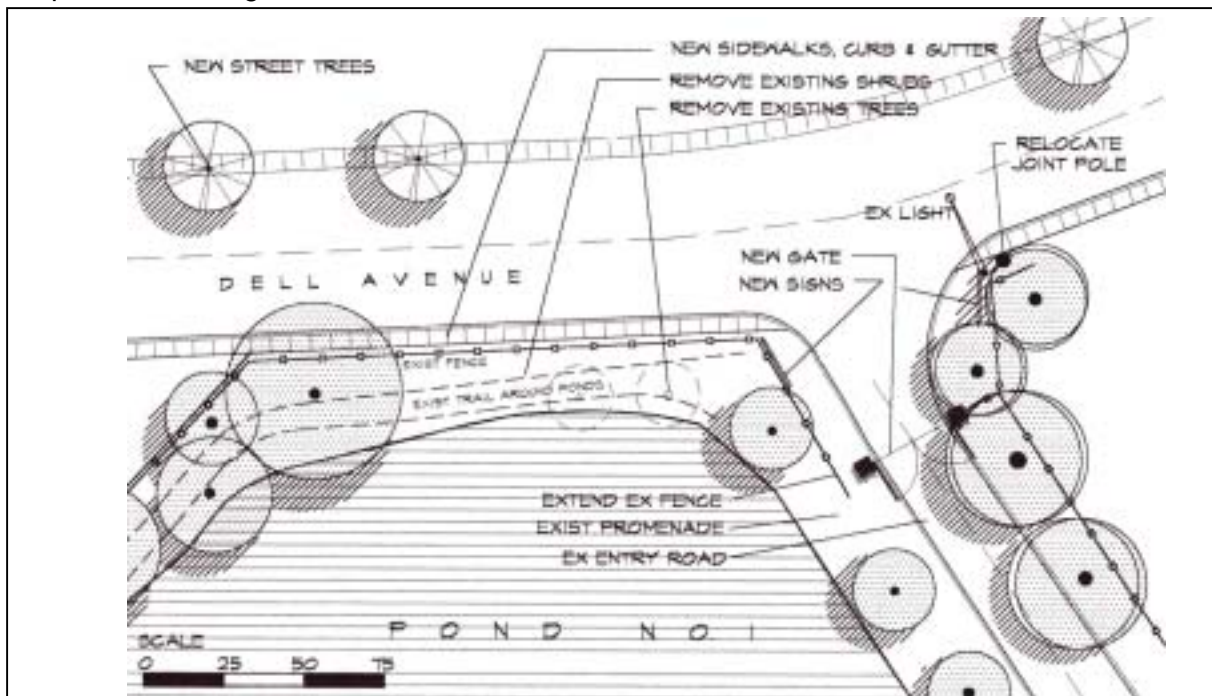 NEW STREET TREES
NEW SIDEWALKS, CURB & GUTTER
REMOVE EXISTING SHRUBS
REMOVE EXISTING TREES
RELOCATE
JOINT POLE
EX LIGHT
NEW GATE
NEW SIGNS
DELL AVENUE
EXIST FENCE
EXIST TRAIL AROUND PONDS
EXTEND EX FENCE
EXIST PROMENADE
EX ENTRY ROAD
POND NO. 1
SCALE
0 25 50 75